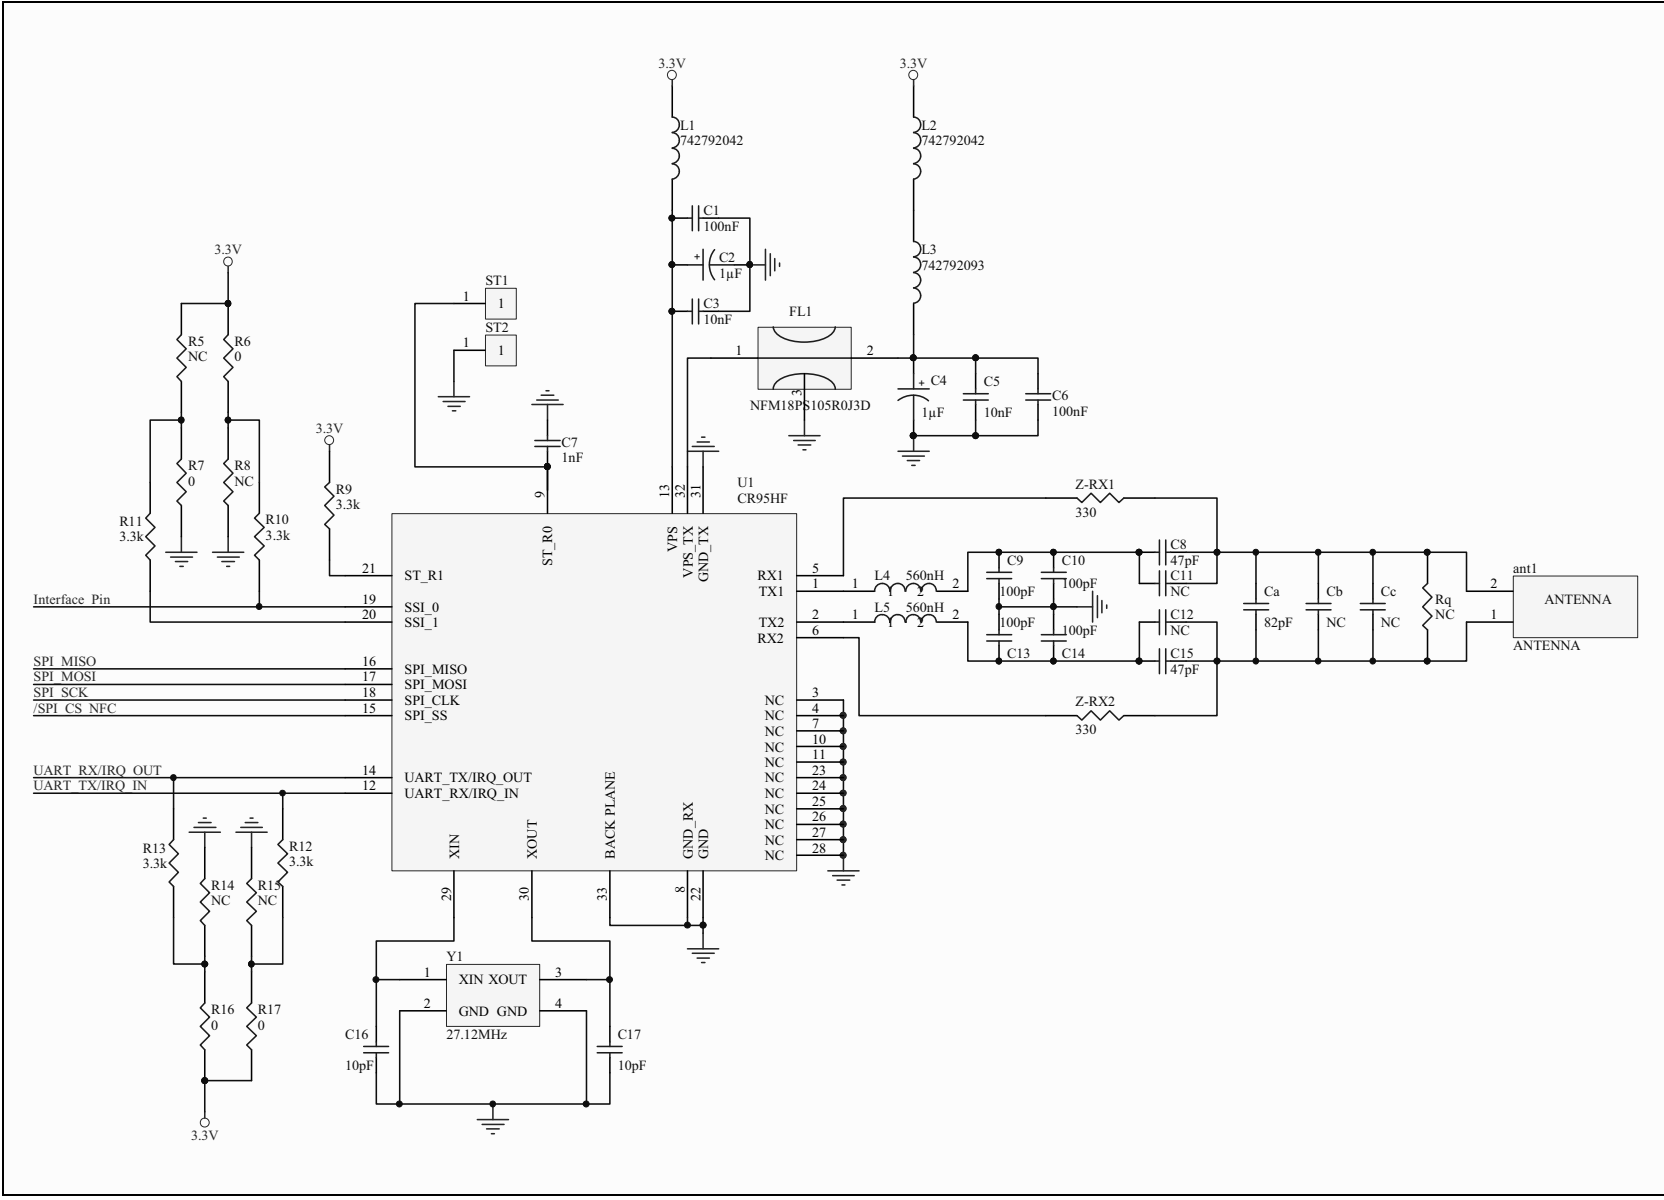 3.3V
3.3V
L1
742792042
L2
742792042
C1
100nF
+ C2
1µF
C3
10nF
L3
742792093
3.3V
R5
NC
R6
0
ST1
1 1
ST2
1 1
FL1
1 2
3
NFM18PS105R0J3D
+ C4
1µF
C5
10nF
C6
100nF
3.3V
C7
1nF
R7
0
R8
NC
R9
3.3k
R11
3.3k
R10
3.3k
9
13
32
31
U1
CR95HF
ST_R0
VPS
VPS_TX
GND_TX
Z-RX1
330
21 ST_R1
Interface Pin 19 SSI_0
20 SSI_1
SPI_MISO 16 SPI_MISO
SPI_MOSI 17 SPI_MOSI
SPI_SCK 18 SPI_CLK
/SPI_CS_NFC 15 SPI_SS
UART_RX/IRQ_OUT 14 UART_TX/IRQ_OUT
UART_TX/IRQ_IN 12 UART_RX/IRQ_IN
RX1 5
TX1 1
TX2 2
RX2 6
1 L4 560nH 2
1 2
1 L5 560nH 2
1 2
C9
100pF
C10
100pF
100pF
C13
100pF
C14
C8
47pF
C11
NC
C12
NC
C15
47pF
Z-RX2
330
Ca
82pF
Cb
NC
Cc
NC
Rq
NC
ant1
2
1
ANTENNA
ANTENNA
NC 3
NC 4
NC 7
NC 10
NC 11
NC 23
NC 24
NC 25
NC 26
NC 27
NC 28
XIN
XOUT
BACK PLANE
GND_RX
GND
29
30
33
8
22
R13
3.3k
R12
3.3k
R14
NC
R15
NC
R16
0
R17
0
3.3V
Y1
1 XIN XOUT 3
2 GND GND 4
27.12MHz
C16
10pF
C17
10pF